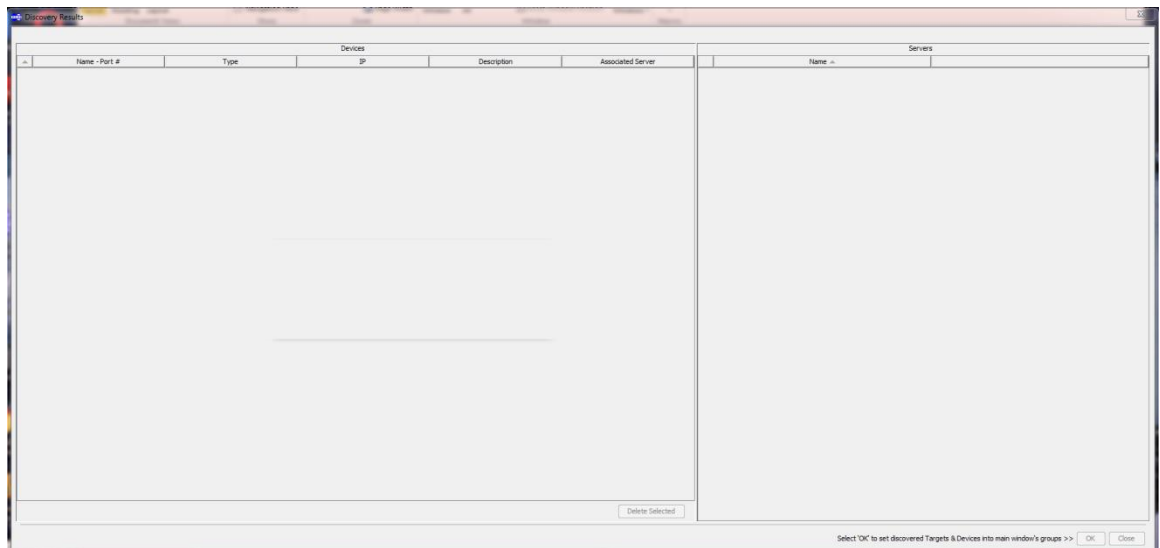 Discovery Results
Devices
Servers
Name - Port #
Type
IP
Description
Associated Server
Name
Delete Selected
Select 'OK' to set discovered Targets & Devices into main window's groups >>
OK
Close